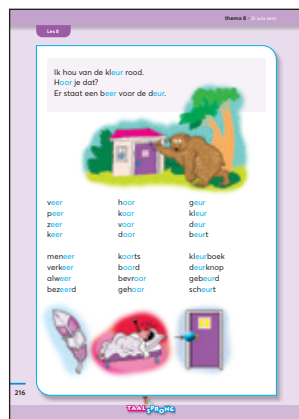 thema 8 • Er was eens
Les 8
Ik hou van de kleur rood.
Hoor je dat?
Er staat een beer voor de deur.
veer hoor geur
peer koor kleur
zeer voor deur
keer door beurt
meneer koorts kleurboek
verkeer boord deurknop
alweer bevroor gebeurd
bezeerd gehoor scheurt
216
TAALSPRONG